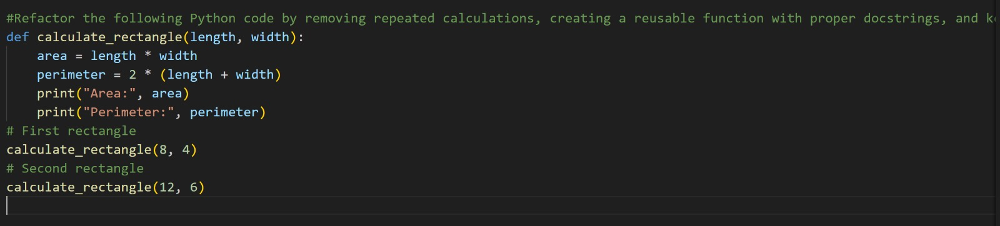 #Refactor the following Python code by removing repeated calculations, creating a reusable function with proper docstrings, and
def calculate_rectangle(length, width):
    area = length * width
    perimeter = 2 * (length + width)
    print("Area:", area)
    print("Perimeter:", perimeter)
# First rectangle
calculate_rectangle(8, 4)
# Second rectangle
calculate_rectangle(12, 6)